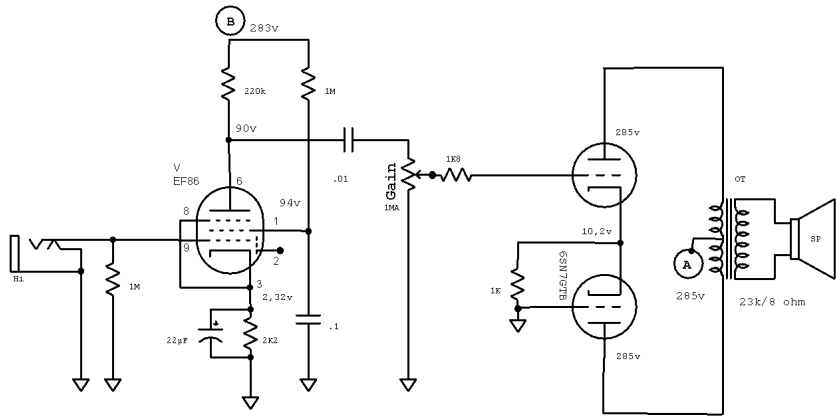 B
283v
220k
1M
90v
V
EF86
6
8
9
1
2
3
94v
2,32v
Hi
1M
22µF
2K2
.1
.01
Gain
1MA
1K8
285v
10,2v
6SN7GTB
1K
285v
OT
A
285v
SP
23k/8 ohm